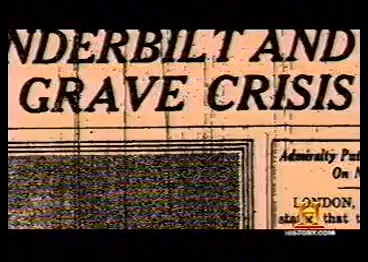 NDERBILT AND
GRAVE CRISIS
Admiralty Pu
On
LONDON,
that t
HISTORY.COM